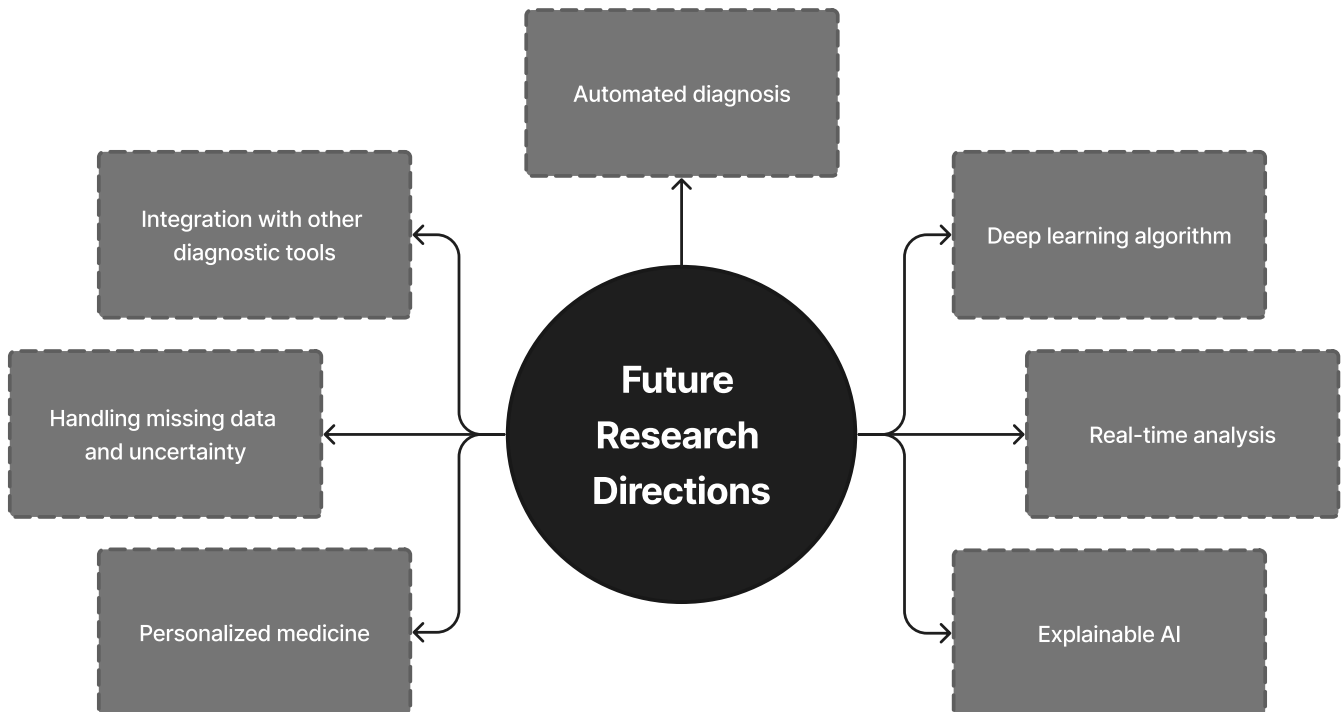 Automated diagnosis
Integration with other
diagnostic tools
Deep learning algorithm
Future
Research
Directions
Handling missing data
and uncertainty
Real-time analysis
Personalized medicine
Explainable AI